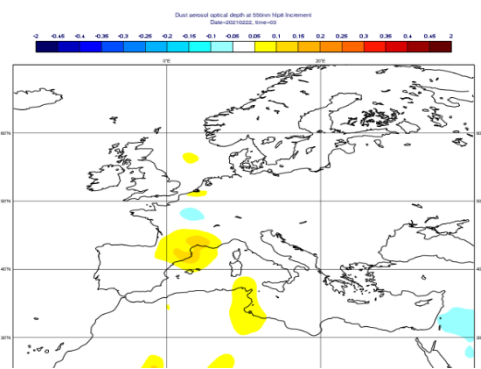 Dust aerosol optical depth at 550nm Nip8 Increment
Date=20210222, time=03
-2 -0.45 -0.4 -0.35 -0.3 -0.25 -0.2 -0.15 -0.1 -0.05 0.05 0.1 0.15 0.2 0.25 0.3 0.35 0.4 0.45 2
0°E 20°E
60°N
50°N
40°N
30°N